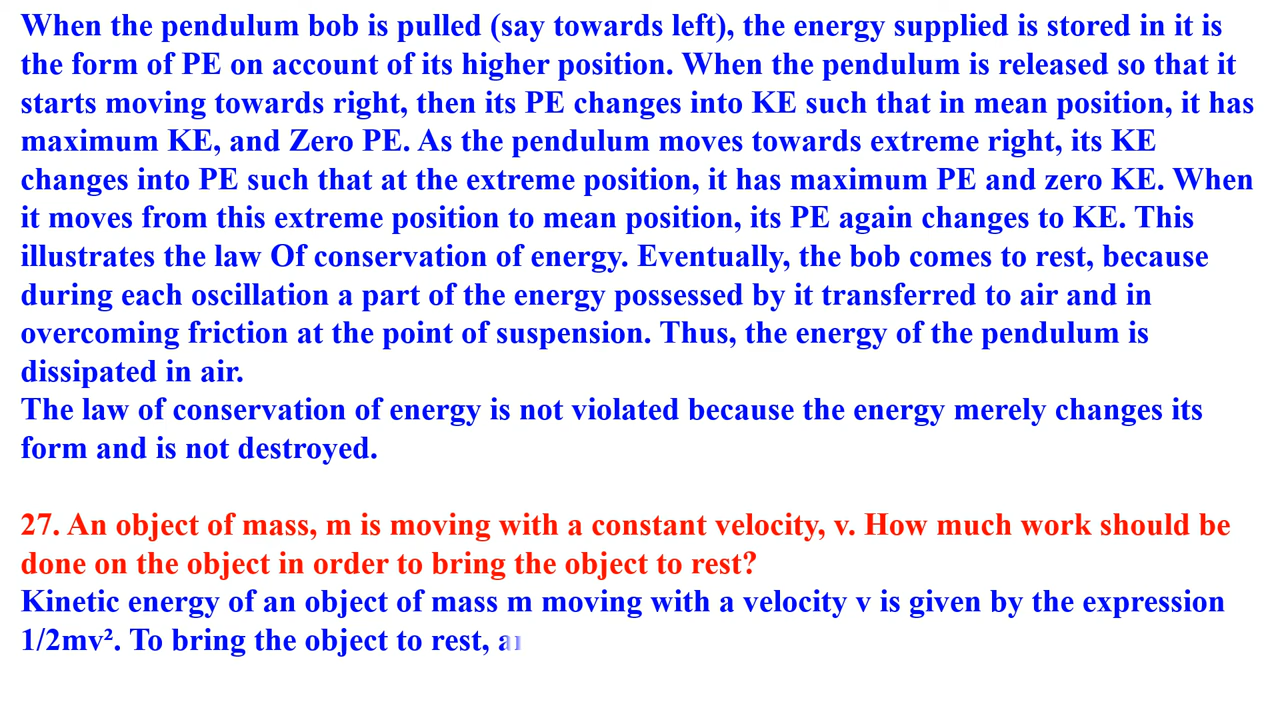 When the pendulum bob is pulled (say towards left), the energy supplied is stored in it is
the form of PE on account of its higher position. When the pendulum is released so that it
starts moving towards right, then its PE changes into KE such that in mean position, it has
maximum KE, and Zero PE. As the pendulum moves towards extreme right, its KE
changes into PE such that at the extreme position, it has maximum PE and zero KE. When
it moves from this extreme position to mean position, its PE again changes to KE. This
illustrates the law Of conservation of energy. Eventually, the bob comes to rest, because
during each oscillation a part of the energy possessed by it transferred to air and in
overcoming friction at the point of suspension. Thus, the energy of the pendulum is
dissipated in air.
The law of conservation of energy is not violated because the energy merely changes its
form and is not destroyed.
27. An object of mass, m is moving with a constant velocity, v. How much work should be
done on the object in order to bring the object to rest?
Kinetic energy of an object of mass m moving with a velocity v is given by the expression
1/2mv². To bring the object to rest,